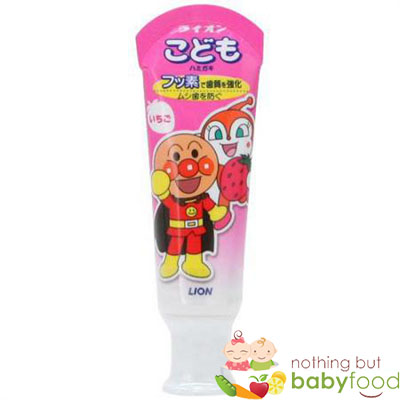 ライオン
こども
ハミガキ
フッ素で歯質を強化
ムシ歯を防ぐ
いちご
LION
nothing but
babyfood